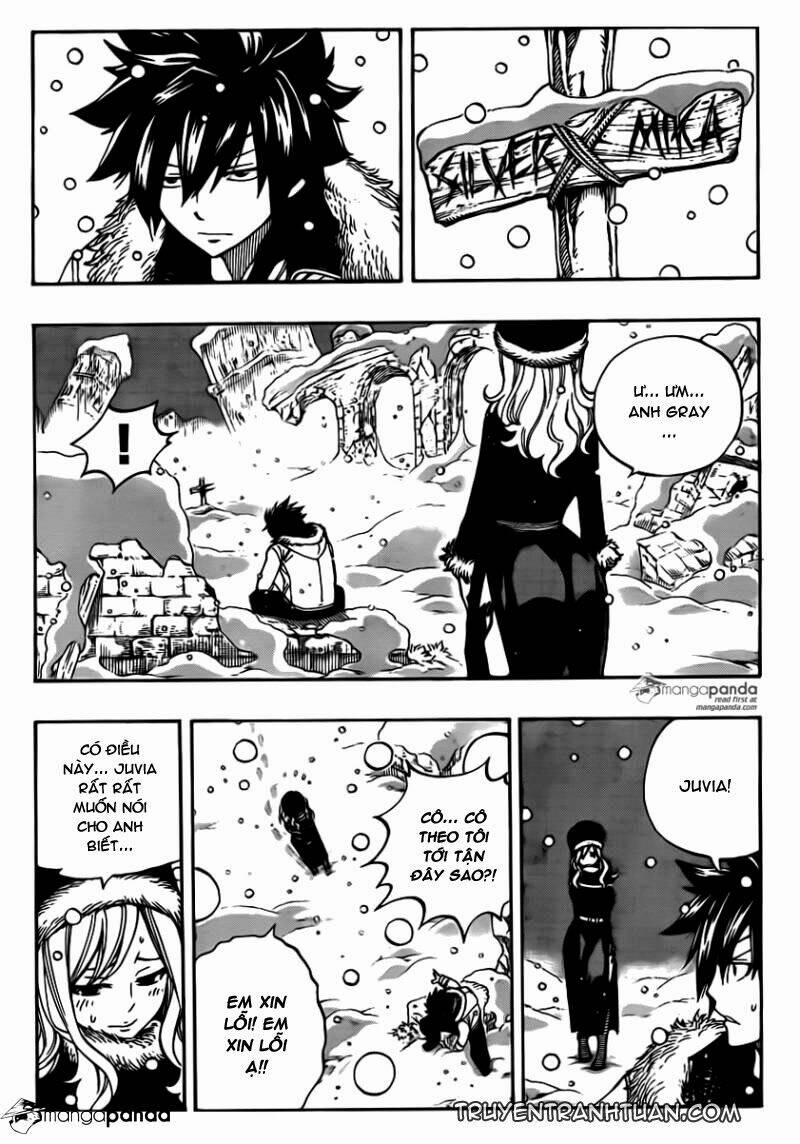 SILVER MIKA
Ư... ƯM...
ANH GRAY
...
!
mangapanda
read first at
mangapanda.com
JUVIA!
CÔ... CÔ
THEO TÔI
TỚI TẬN
ĐÂY SAO?!
EM XIN
LỖI! EM
XIN LỖI
Ạ!!
CÓ ĐIỀU
NÀY... JUVIA
RẤT RẤT
MUỐN NÓI
CHO ANH
BIẾT...
mangapanda
TRUYENTRANHTUAN.COM